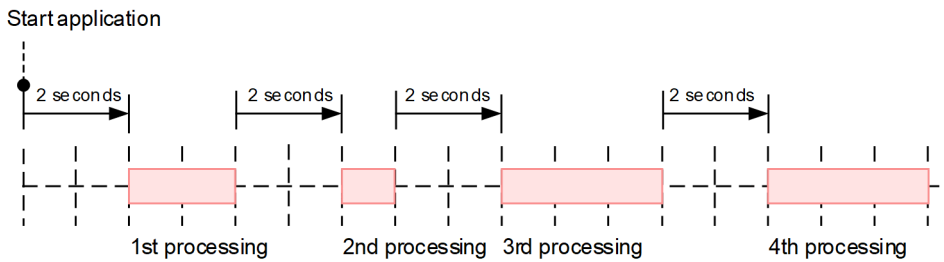 Start application
2 seconds 2 seconds 2 seconds 2 seconds
1st processing 2nd processing 3rd processing 4th processing